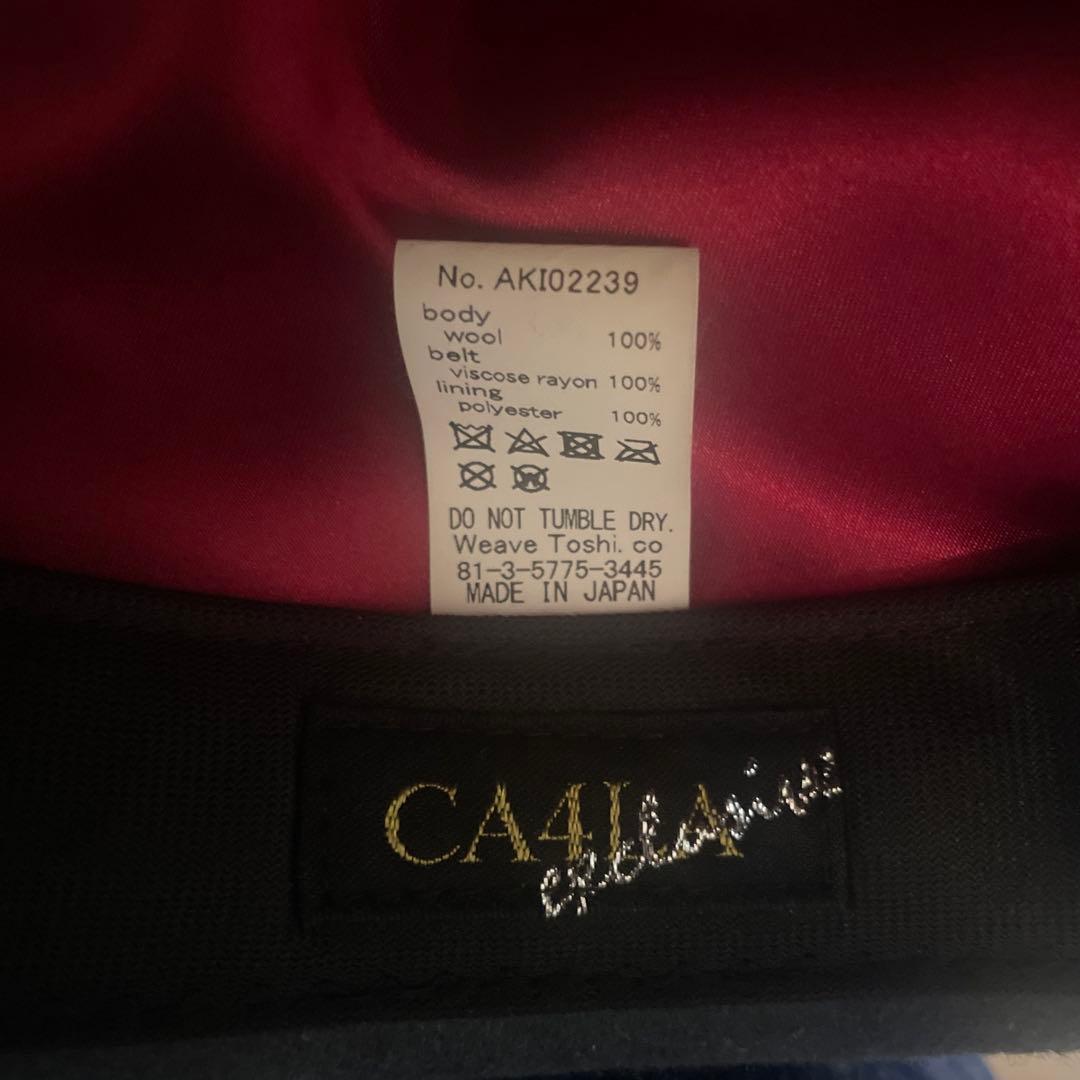 No. AKI02239
body
wool 100%
belt
viscose rayon 100%
lining
polyester 100%
DO NOT TUMBLE DRY.
Weave Toshi. co
81-3-5775-3445
MADE IN JAPAN
CA4LA
exclusive